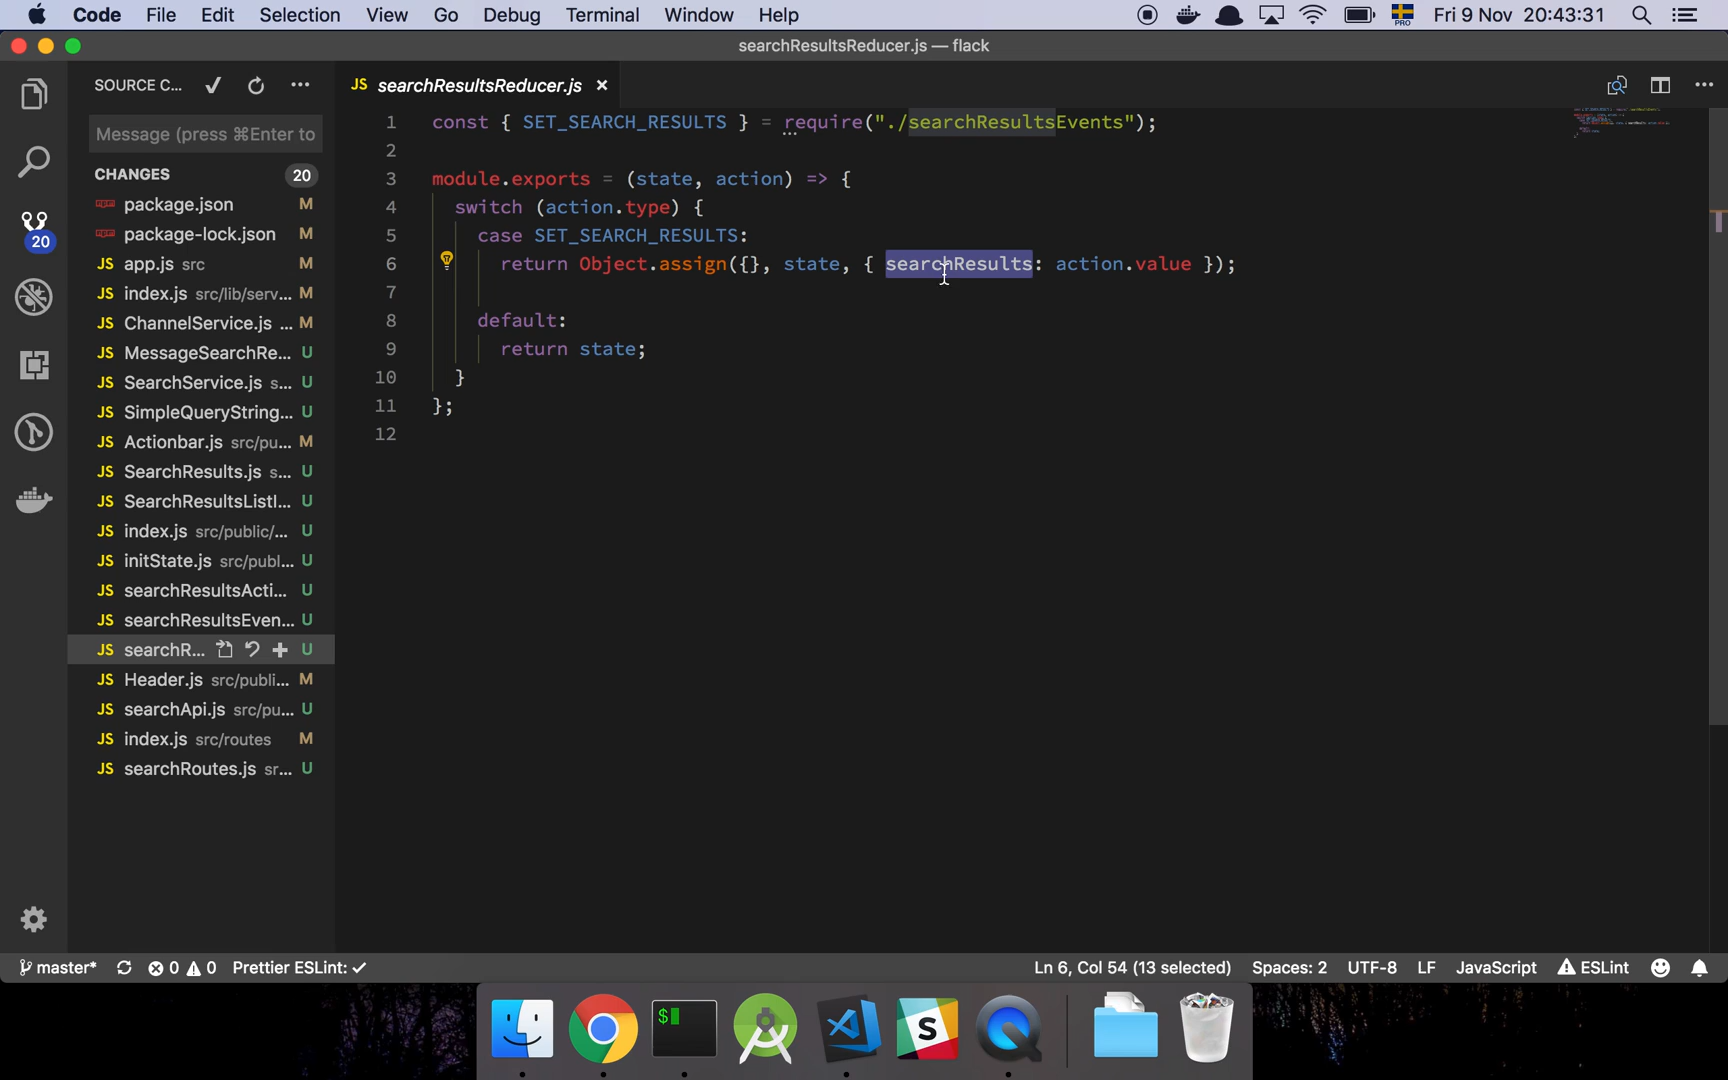 Code File Edit Selection View Go Debug Terminal Window Help PRO Fri 9 Nov 20:43:31
searchResultsReducer.js — flack
SOURCE C...
JS searchResultsReducer.js
Message (press ⌘Enter to
CHANGES 20
20
package.json M
package-lock.json M
JS app.js src M
JS index.js src/lib/serv... M
JS ChannelService.js ... M
JS MessageSearchRe... U
JS SearchService.js s... U
JS SimpleQueryString... U
JS Actionbar.js src/pu... M
JS SearchResults.js s... U
JS SearchResultsListI... U
JS index.js src/public/... U
JS initState.js src/publ... U
JS searchResultsActi... U
JS searchResultsEven... U
JS searchR... U
JS Header.js src/publi... M
JS searchApi.js src/pu... U
JS index.js src/routes M
JS searchRoutes.js sr... U
1 const { SET_SEARCH_RESULTS } = require("./searchResultsEvents");
2
3 module.exports = (state, action) => {
4 switch (action.type) {
5 case SET_SEARCH_RESULTS:
6 return Object.assign({}, state, { searchResults: action.value });
7
8 default:
9 return state;
10 }
11 };
12
master* 0 0 Prettier ESLint: ✓ Ln 6, Col 54 (13 selected) Spaces: 2 UTF-8 LF JavaScript ESLint
$
S